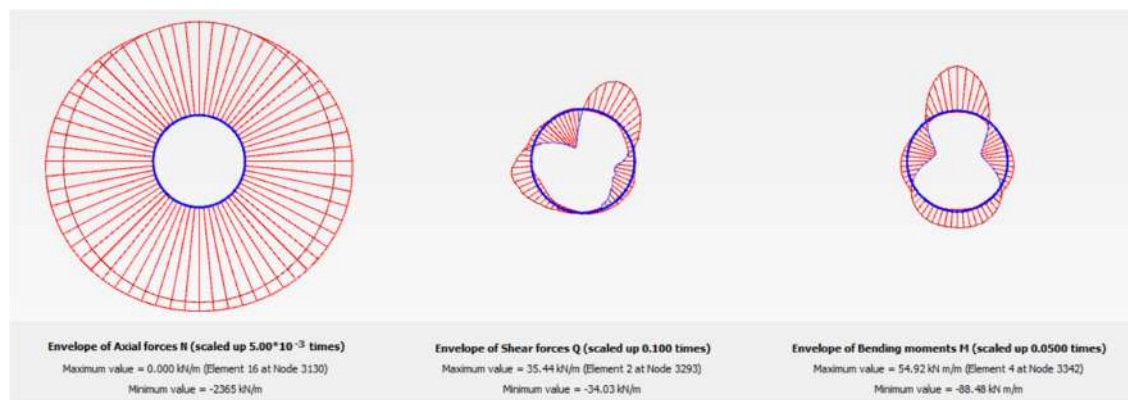 Envelope of Axial forces N (scaled up 5.00*10⁻³ times)
Maximum value = 0.000 kN/m (Element 16 at Node 3130)
Minimum value = -2365 kN/m
Envelope of Shear forces Q (scaled up 0.100 times)
Maximum value = 35.44 kN/m (Element 2 at Node 3293)
Minimum value = -34.03 kN/m
Envelope of Bending moments M (scaled up 0.0500 times)
Maximum value = 54.92 kN m/m (Element 4 at Node 3342)
Minimum value = -88.48 kN m/m